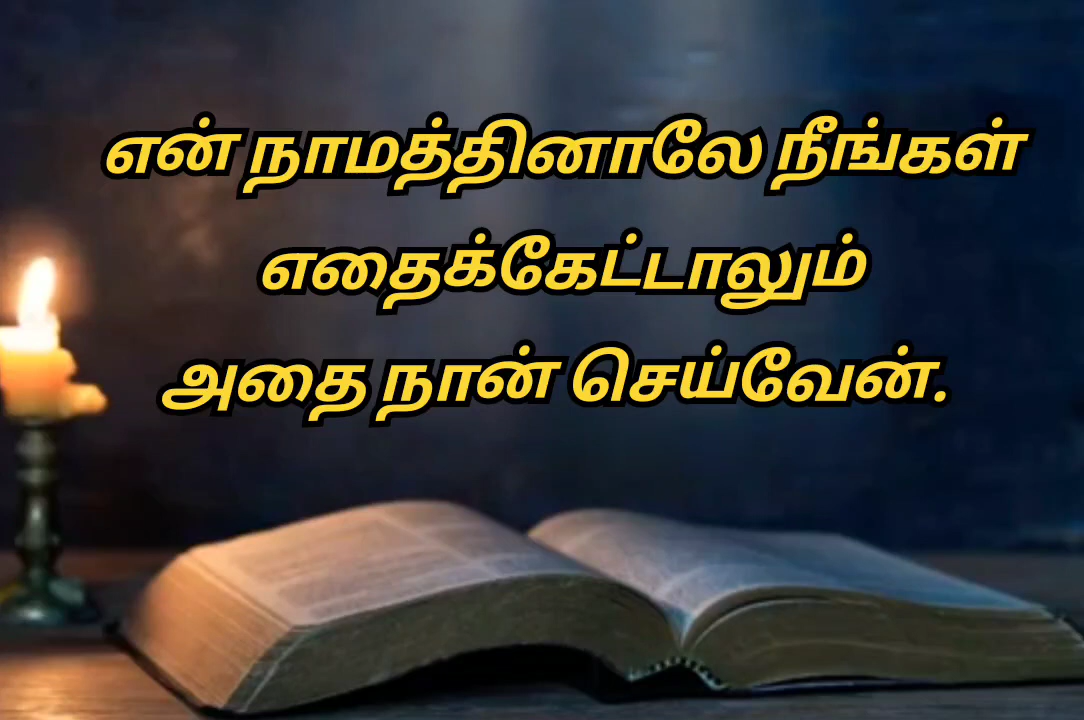 என் நாமத்தினாலே நீங்கள்
எதைக்கேட்டாலும்
அதை நான் செய்வேன்.